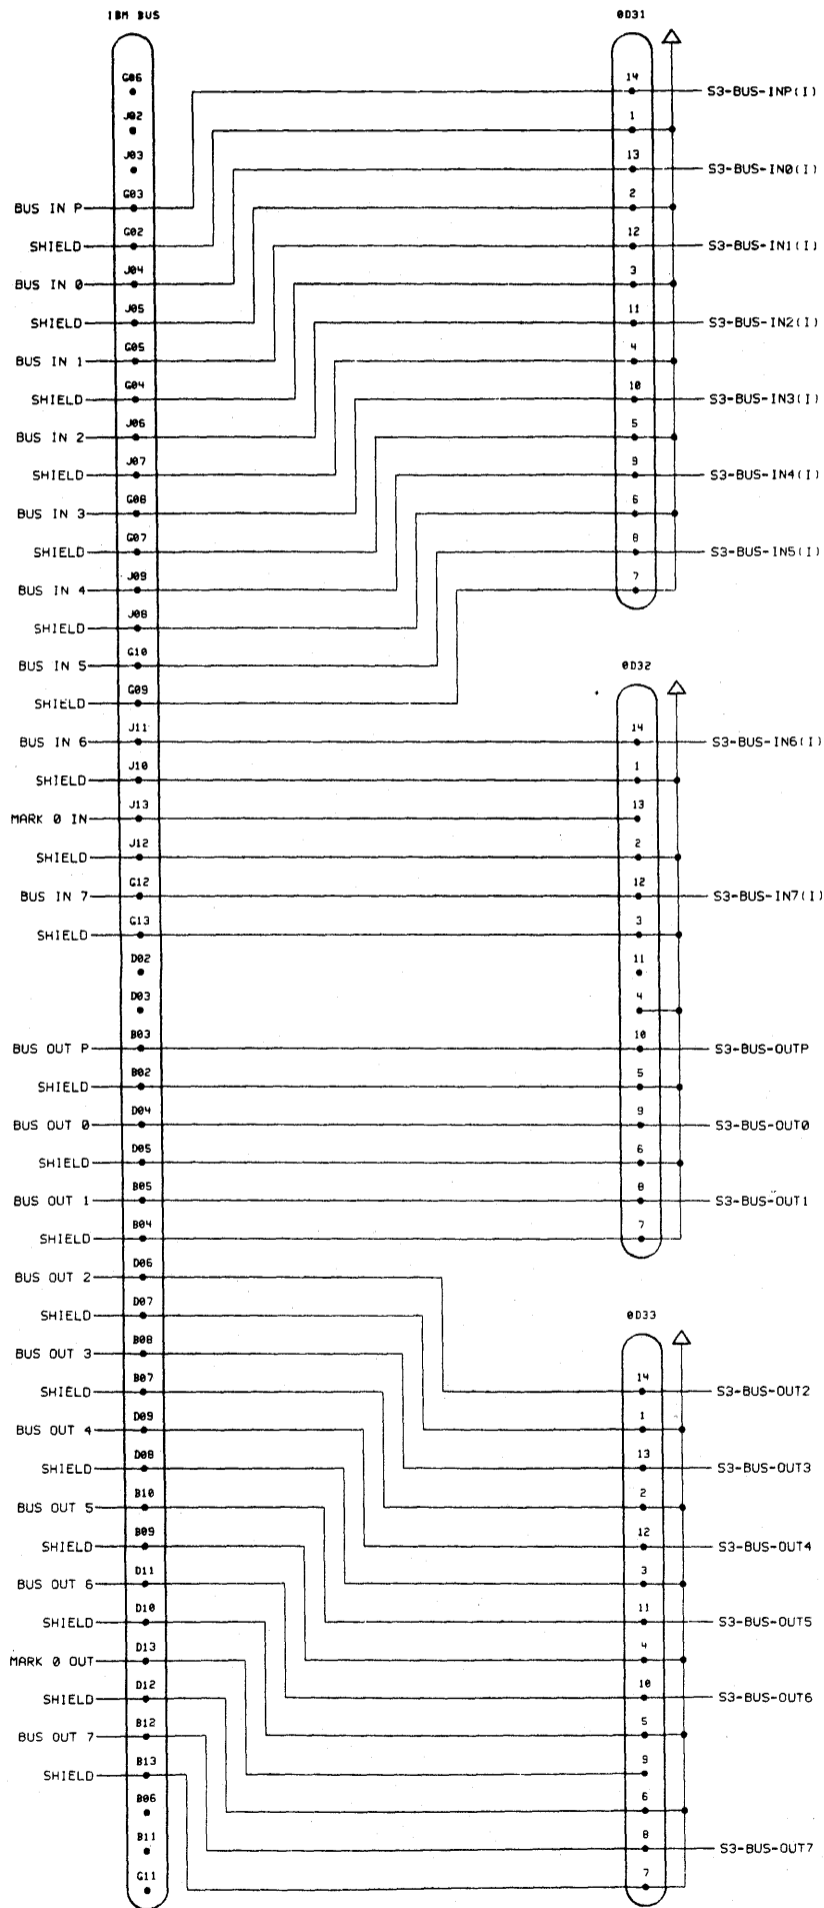 IBM BUS 0D31
G06 14 S3-BUS-INP(I)
J02 1
J03 13 S3-BUS-IN0(I)
BUS IN P G03 2
SHIELD G02 12 S3-BUS-IN1(I)
BUS IN 0 J04 3
SHIELD J05 11 S3-BUS-IN2(I)
BUS IN 1 G05 4
SHIELD G04 10 S3-BUS-IN3(I)
BUS IN 2 J06 5
SHIELD J07 9 S3-BUS-IN4(I)
BUS IN 3 G08 6
SHIELD G07 8 S3-BUS-IN5(I)
BUS IN 4 J09 7
SHIELD J08
BUS IN 5 G10 0D32
SHIELD G09
BUS IN 6 J11 14 S3-BUS-IN6(I)
SHIELD J10 1
MARK 0 IN J13 13
SHIELD J12 2
BUS IN 7 G12 12 S3-BUS-IN7(I)
SHIELD G13 3
D02 11
D03 4
BUS OUT P B03 10 S3-BUS-OUTP
SHIELD B02 5
BUS OUT 0 D04 9 S3-BUS-OUT0
SHIELD D05 6
BUS OUT 1 B05 8 S3-BUS-OUT1
SHIELD B04 7
BUS OUT 2 D06
SHIELD D07 0D33
BUS OUT 3 B08
SHIELD B07 14 S3-BUS-OUT2
BUS OUT 4 D09 1
SHIELD D08 13 S3-BUS-OUT3
BUS OUT 5 B10 2
SHIELD B09 12 S3-BUS-OUT4
BUS OUT 6 D11 3
SHIELD D10 11 S3-BUS-OUT5
MARK 0 OUT D13 4
SHIELD D12 10 S3-BUS-OUT6
BUS OUT 7 B12 5
SHIELD B13 9
B06 6
B11 8 S3-BUS-OUT7
G11 7